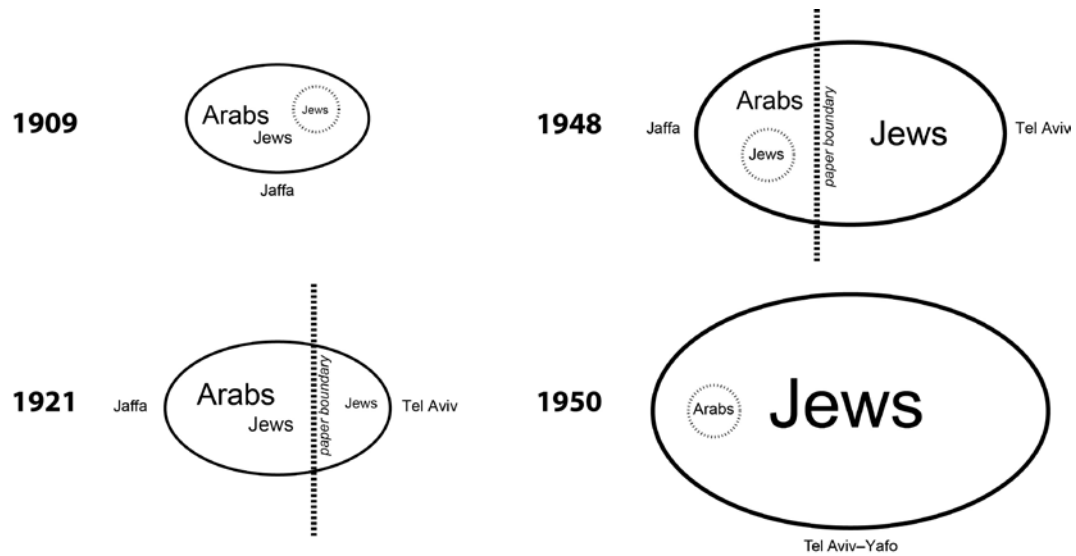 1909
Arabs
Jews
Jews
Jaffa
1948
Jaffa
Arabs
Jews
paper boundary
Jews
Tel Aviv
1921
Jaffa
Arabs
Jews
paper boundary
Jews
Tel Aviv
1950
Arabs
Jews
Tel Aviv–Yafo